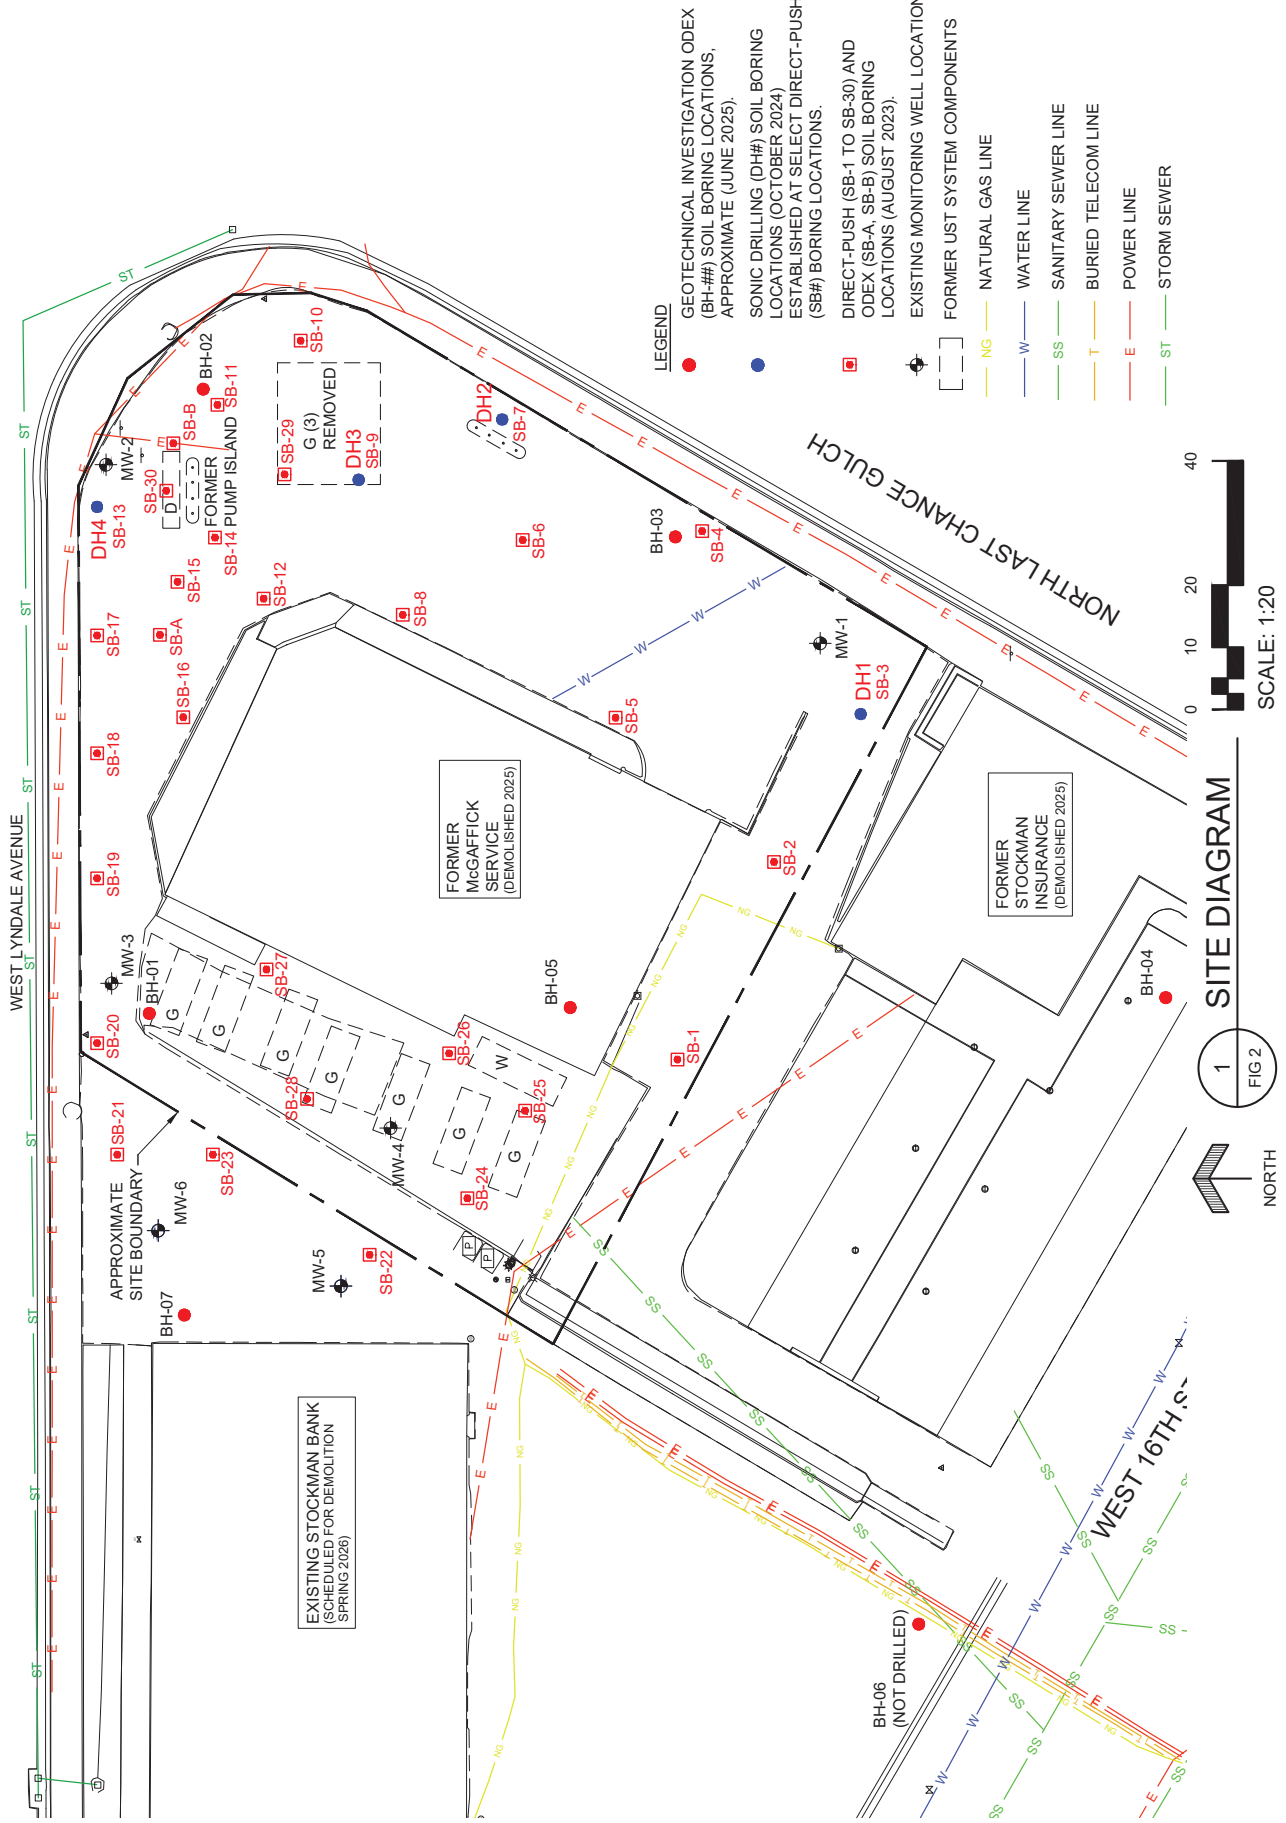 WEST LYNDALE AVENUE
NORTH LAST CHANCE GULCH
WEST 16TH
LEGEND
GEOTECHNICAL INVESTIGATION ODEX
(BH-##) SOIL BORING LOCATIONS,
APPROXIMATE (JUNE 2025).
SONIC DRILLING (DH#) SOIL BORING
LOCATIONS (OCTOBER 2024)
ESTABLISHED AT SELECT DIRECT-PUSH
(SB#) BORING LOCATIONS.
DIRECT-PUSH (SB-1 TO SB-30) AND
ODEX (SB-A, SB-B) SOIL BORING
LOCATIONS (AUGUST 2023).
EXISTING MONITORING WELL LOCATION
FORMER UST SYSTEM COMPONENTS
NG NATURAL GAS LINE
W WATER LINE
SS SANITARY SEWER LINE
T BURIED TELECOM LINE
E POWER LINE
ST STORM SEWER
EXISTING STOCKMAN BANK
(SCHEDULED FOR DEMOLITION
SPRING 2026)
FORMER
McGAFFICK
SERVICE
(DEMOLISHED 2025)
FORMER
STOCKMAN
INSURANCE
(DEMOLISHED 2025)
APPROXIMATE
SITE BOUNDARY
FORMER
PUMP ISLAND
G (3)
REMOVED
BH-01
BH-02
BH-03
BH-04
BH-05
BH-06
(NOT DRILLED)
BH-07
MW-1
MW-2
MW-3
MW-4
MW-5
MW-6
DH1
SB-3
DH2
SB-7
DH3
SB-9
DH4
SB-13
SB-1
SB-2
SB-4
SB-5
SB-6
SB-8
SB-10
SB-11
SB-12
SB-14
SB-15
SB-16
SB-17
SB-18
SB-19
SB-20
SB-21
SB-22
SB-23
SB-24
SB-25
SB-26
SB-27
SB-28
SB-29
SB-30
SB-A
SB-B
D
G
G
G
G
G
G
G
W
P
P
1
FIG 2
SITE DIAGRAM
NORTH
0 10 20 40
SCALE: 1:20